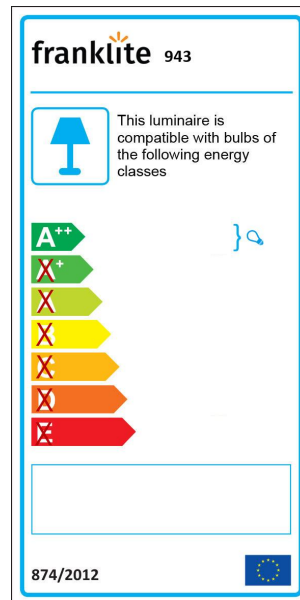 franklite 943
This luminaire is
compatible with bulbs of
the following energy
classes
A++
A+
A
B
C
D
E
874/2012